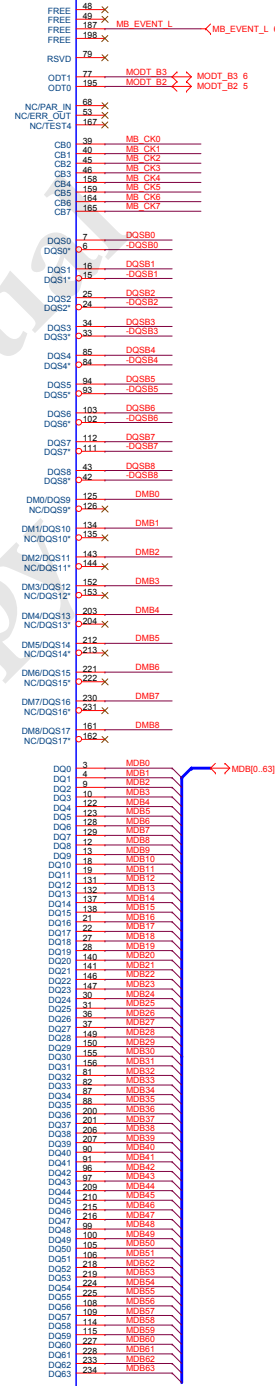 FREE 48
FREE 49
FREE 187 MB_EVENT_L MB_EVENT_L
FREE 198
RSVD 79
ODT1 77 MODT_B3 MODT_B3 6
ODT0 195 MODT_B2 MODT_B2 5
NC/PAR_IN 68
NC/ERR_OUT 53
NC/TEST4 167
CB0 39 MB_CK0
CB1 40 MB_CK1
CB2 45 MB_CK2
CB3 46 MB_CK3
CB4 158 MB_CK4
CB5 159 MB_CK5
CB6 164 MB_CK6
CB7 165 MB_CK7
DQS0 7 DQSB0
DQS0* 6 -DQSB0
DQS1 16 DQSB1
DQS1* 15 -DQSB1
DQS2 25 DQSB2
DQS2* 24 -DQSB2
DQS3 34 DQSB3
DQS3* 33 -DQSB3
DQS4 85 DQSB4
DQS4* 84 -DQSB4
DQS5 94 DQSB5
DQS5* 93 -DQSB5
DQS6 103 DQSB6
DQS6* 102 -DQSB6
DQS7 112 DQSB7
DQS7* 111 -DQSB7
DQS8 43 DQSB8
DQS8* 42 -DQSB8
DM0/DQS9 125 DMB0
NC/DQS9* 126
DM1/DQS10 134 DMB1
NC/DQS10* 135
DM2/DQS11 143 DMB2
NC/DQS11* 144
DM3/DQS12 152 DMB3
NC/DQS12* 153
DM4/DQS13 203 DMB4
NC/DQS13* 204
DM5/DQS14 212 DMB5
NC/DQS14* 213
DM6/DQS15 221 DMB6
NC/DQS15* 222
DM7/DQS16 230 DMB7
NC/DQS16* 231
DM8/DQS17 161 DMB8
NC/DQS17* 162
DQ0 3 MDB0 MDB[0..63]
DQ1 4 MDB1
DQ2 9 MDB2
DQ3 10 MDB3
DQ4 122 MDB4
DQ5 123 MDB5
DQ6 128 MDB6
DQ7 129 MDB7
DQ8 12 MDB8
DQ9 13 MDB9
DQ10 18 MDB10
DQ11 19 MDB11
DQ12 131 MDB12
DQ13 132 MDB13
DQ14 137 MDB14
DQ15 138 MDB15
DQ16 21 MDB16
DQ17 22 MDB17
DQ18 27 MDB18
DQ19 28 MDB19
DQ20 140 MDB20
DQ21 141 MDB21
DQ22 146 MDB22
DQ23 147 MDB23
DQ24 30 MDB24
DQ25 31 MDB25
DQ26 36 MDB26
DQ27 37 MDB27
DQ28 149 MDB28
DQ29 150 MDB29
DQ30 155 MDB30
DQ31 156 MDB31
DQ32 81 MDB32
DQ33 82 MDB33
DQ34 87 MDB34
DQ35 88 MDB35
DQ36 200 MDB36
DQ37 201 MDB37
DQ38 206 MDB38
DQ39 207 MDB39
DQ40 90 MDB40
DQ41 91 MDB41
DQ42 96 MDB42
DQ43 97 MDB43
DQ44 209 MDB44
DQ45 210 MDB45
DQ46 215 MDB46
DQ47 216 MDB47
DQ48 99 MDB48
DQ49 100 MDB49
DQ50 105 MDB50
DQ51 106 MDB51
DQ52 218 MDB52
DQ53 219 MDB53
DQ54 224 MDB54
DQ55 225 MDB55
DQ56 108 MDB56
DQ57 109 MDB57
DQ58 114 MDB58
DQ59 115 MDB59
DQ60 227 MDB60
DQ61 228 MDB61
DQ62 233 MDB62
DQ63 234 MDB63